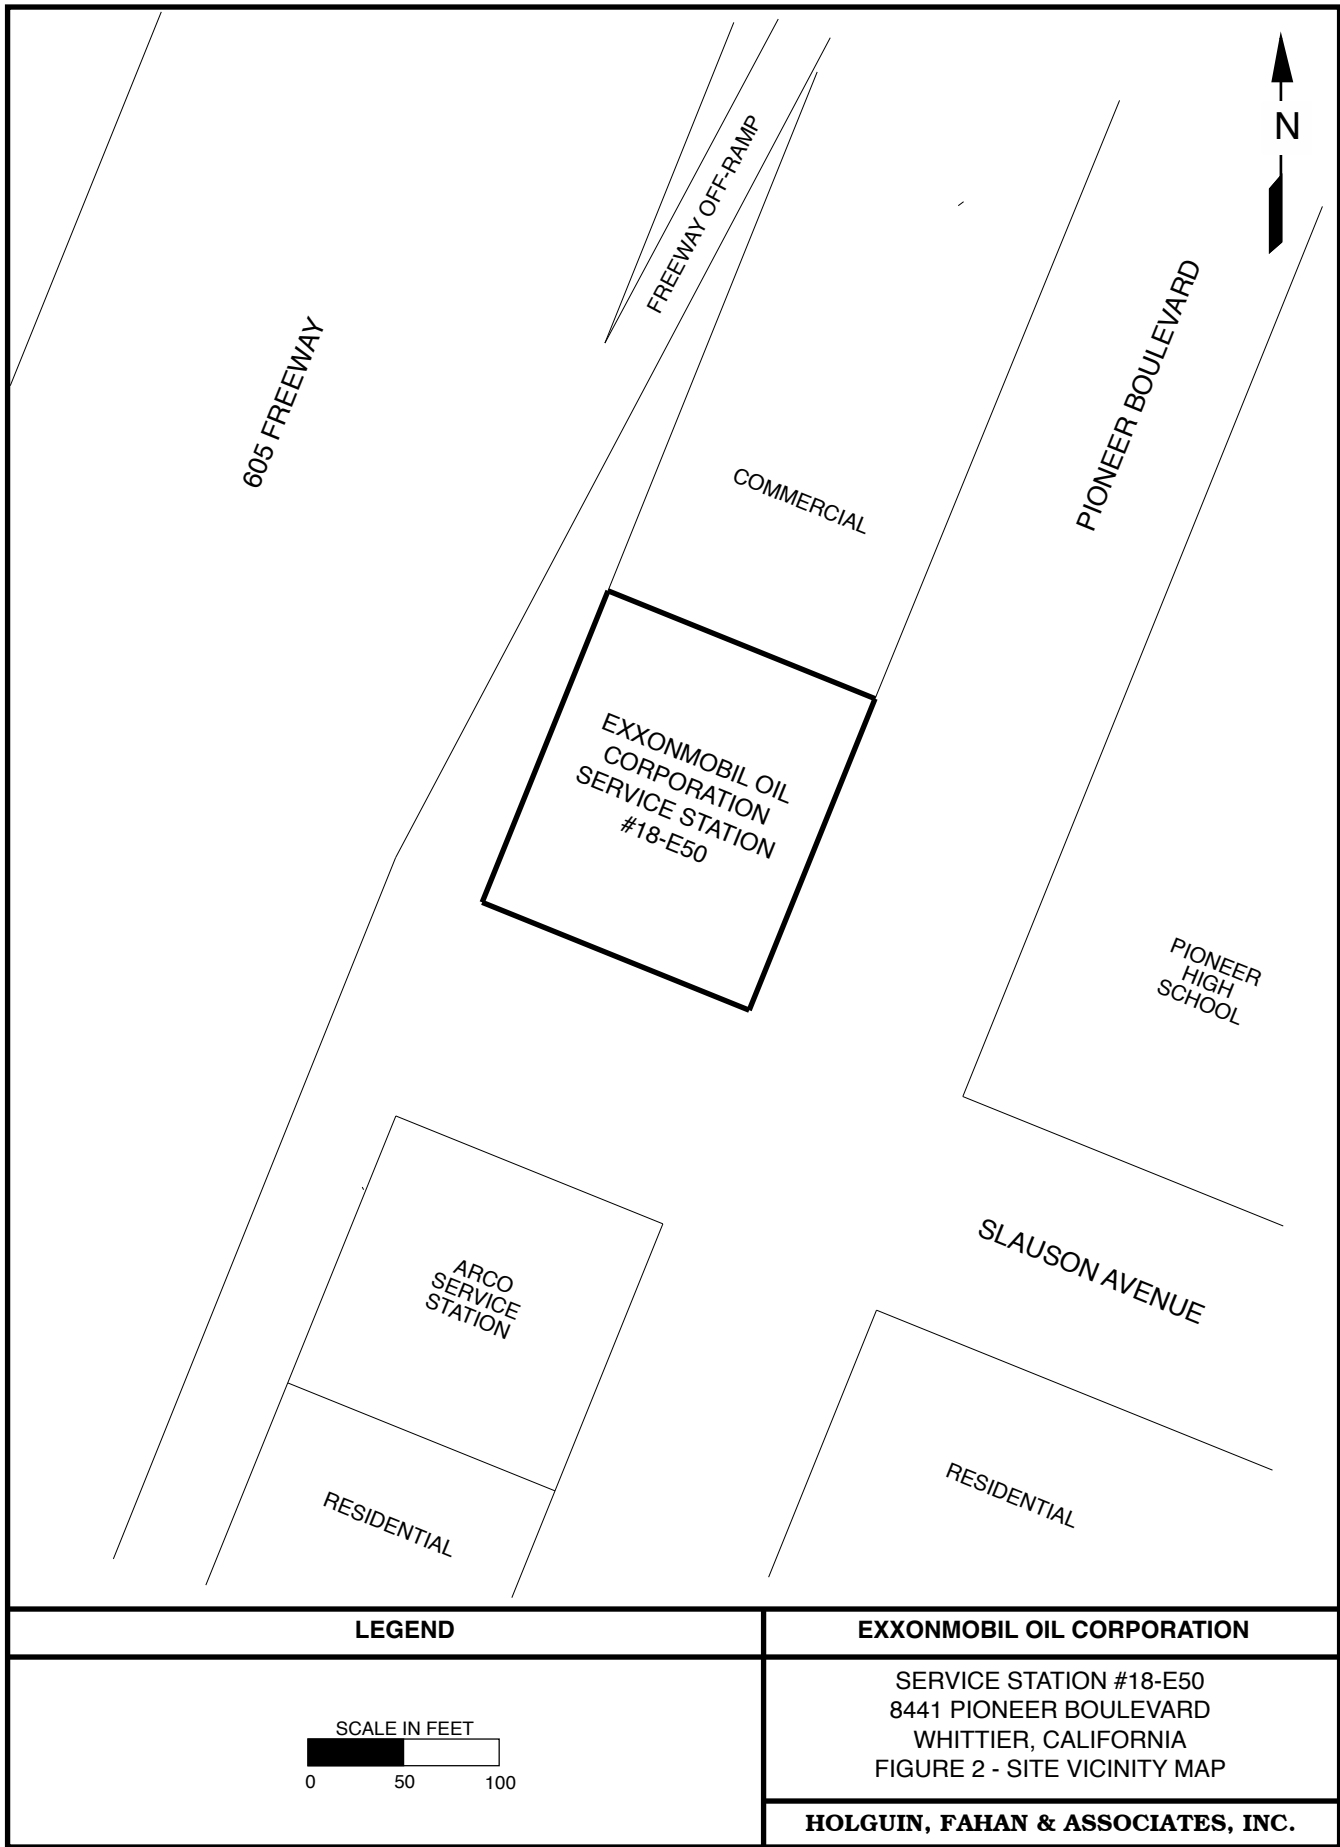 N
FREEWAY OFF-RAMP
605 FREEWAY
PIONEER BOULEVARD
COMMERCIAL
EXXONMOBIL OIL
CORPORATION
SERVICE STATION
#18-E50
PIONEER
HIGH
SCHOOL
SLAUSON AVENUE
ARCO
SERVICE
STATION
RESIDENTIAL
RESIDENTIAL
LEGEND
SCALE IN FEET
0 50 100
EXXONMOBIL OIL CORPORATION
SERVICE STATION #18-E50
8441 PIONEER BOULEVARD
WHITTIER, CALIFORNIA
FIGURE 2 - SITE VICINITY MAP
HOLGUIN, FAHAN & ASSOCIATES, INC.